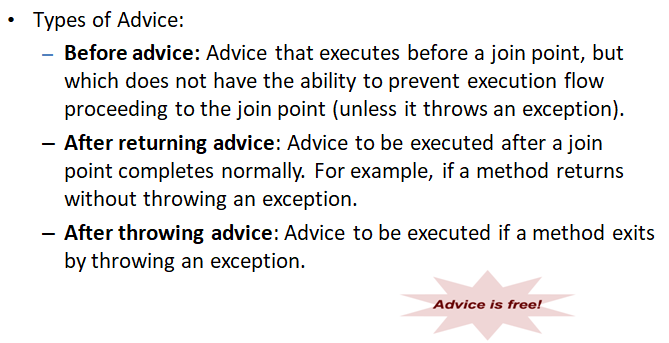 • Types of Advice:
– Before advice: Advice that executes before a join point, but
which does not have the ability to prevent execution flow
proceeding to the join point (unless it throws an exception).
– After returning advice: Advice to be executed after a join
point completes normally. For example, if a method returns
without throwing an exception.
– After throwing advice: Advice to be executed if a method exits
by throwing an exception.
Advice is free!